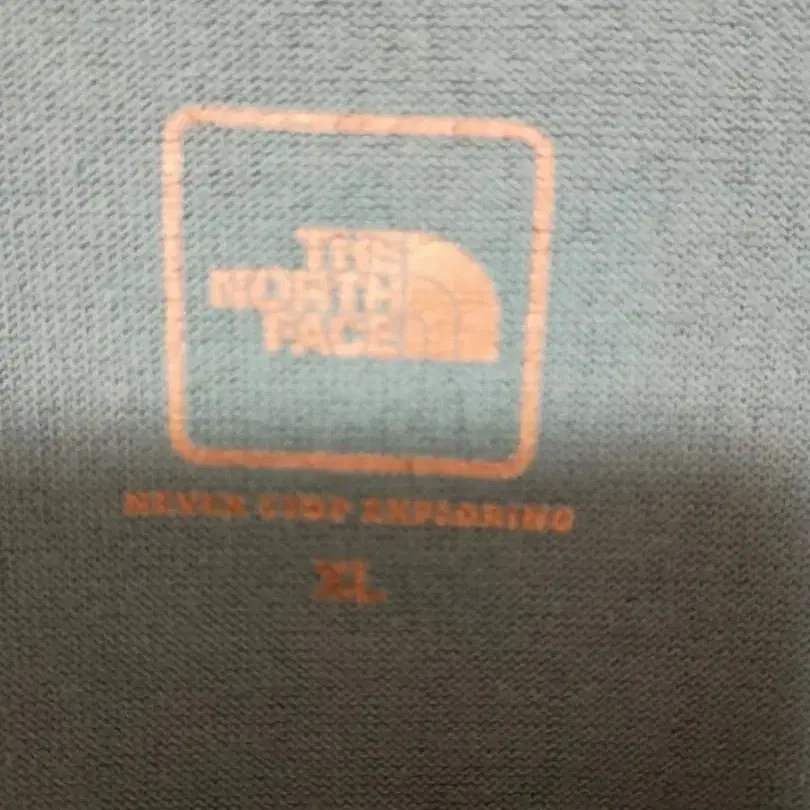 THE
NORTH
FACE
NEVER STOP EXPLORING
XL